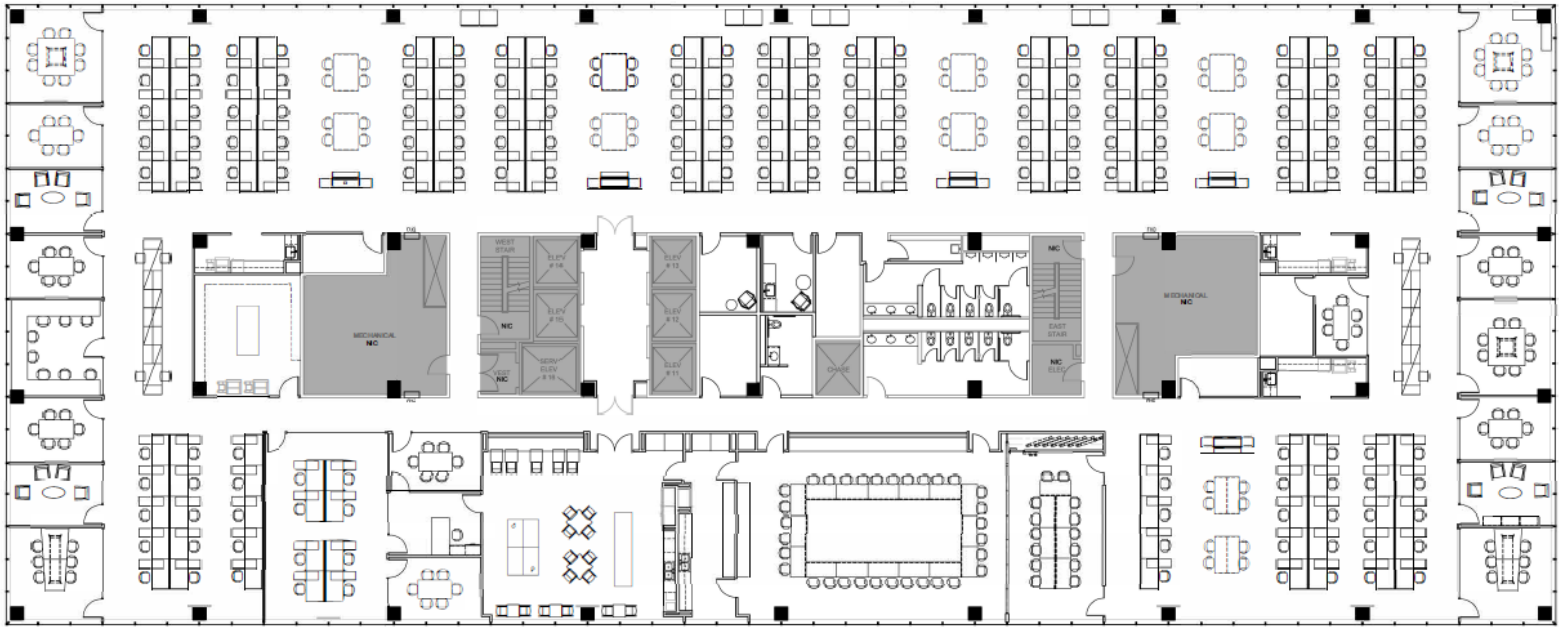 WEST
STAIR
ELEV
# 14
ELEV
# 13
NIC
MECHANICAL
NIC
ELEV
# 15
ELEV
# 12
NIC
EAST
STAIR
MECHANICAL
NIC
VEST
NIC
SERV
ELEV
# 16
ELEV
# 11
CHASE
NIC
ELEC